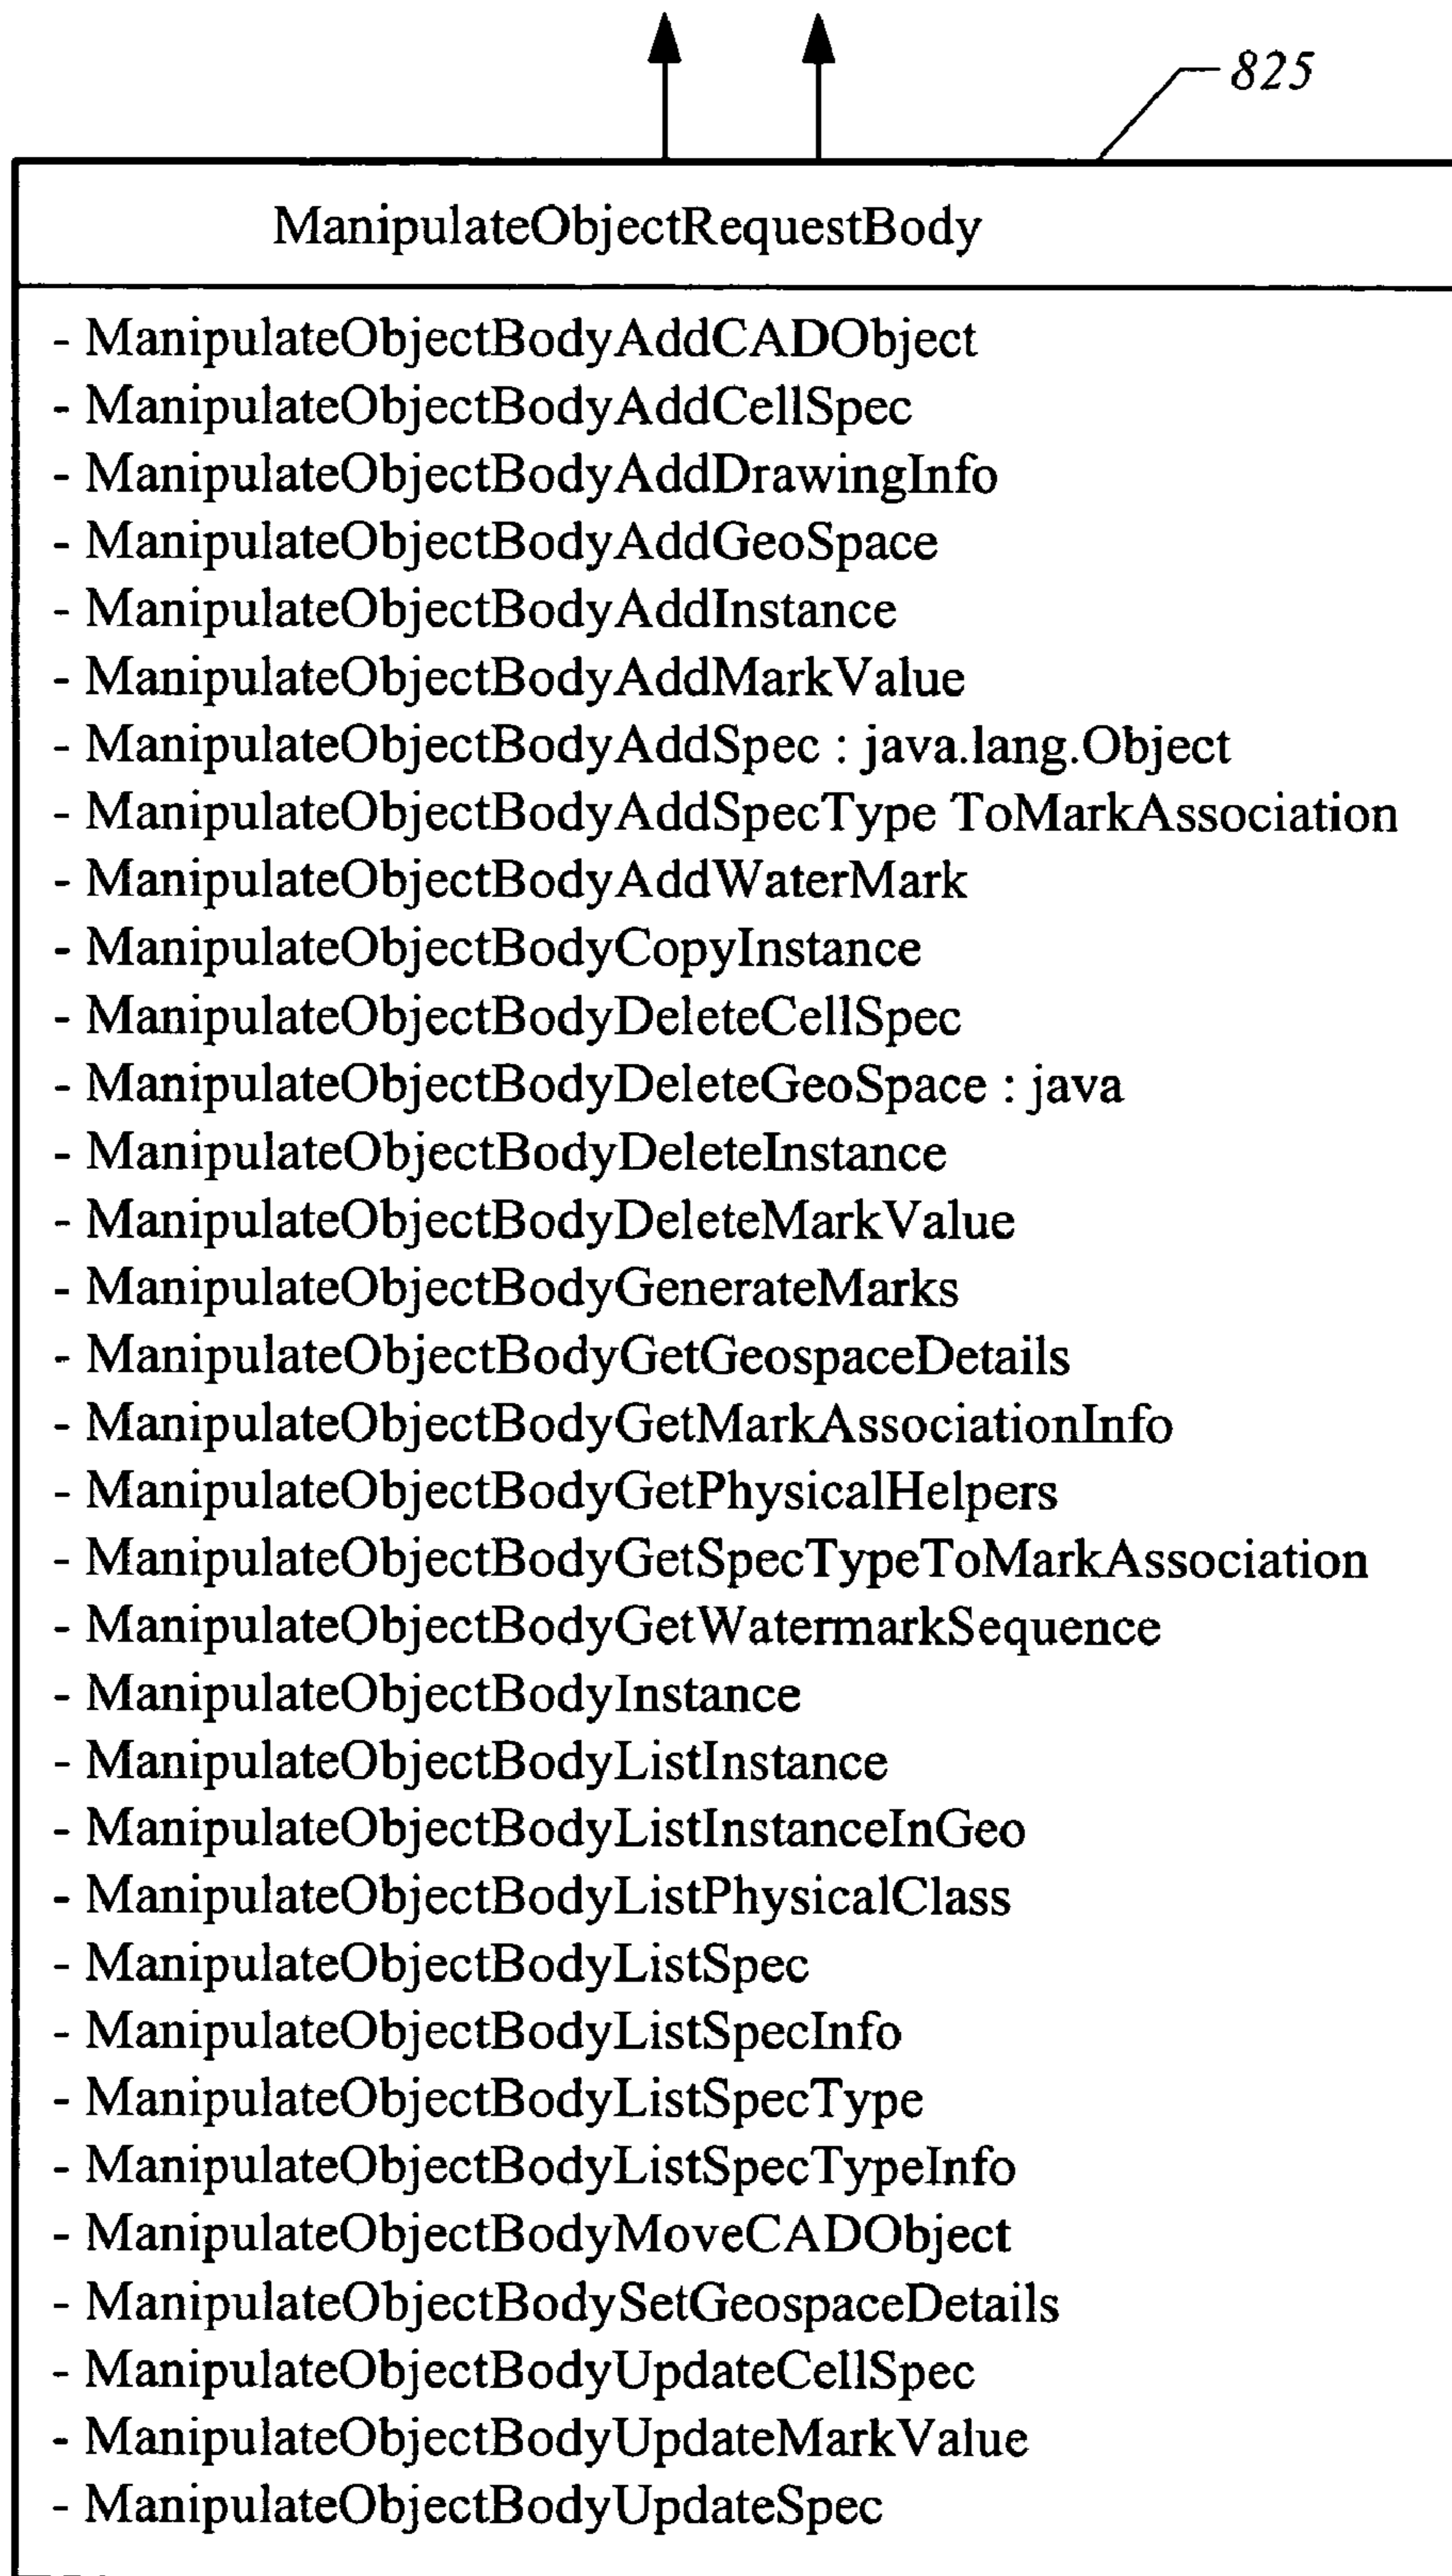 825
ManipulateObjectRequestBody
- ManipulateObjectBodyAddCADObject
- ManipulateObjectBodyAddCellSpec
- ManipulateObjectBodyAddDrawingInfo
- ManipulateObjectBodyAddGeoSpace
- ManipulateObjectBodyAddInstance
- ManipulateObjectBodyAddMarkValue
- ManipulateObjectBodyAddSpec : java.lang.Object
- ManipulateObjectBodyAddSpecType ToMarkAssociation
- ManipulateObjectBodyAddWaterMark
- ManipulateObjectBodyCopyInstance
- ManipulateObjectBodyDeleteCellSpec
- ManipulateObjectBodyDeleteGeoSpace : java
- ManipulateObjectBodyDeleteInstance
- ManipulateObjectBodyDeleteMarkValue
- ManipulateObjectBodyGenerateMarks
- ManipulateObjectBodyGetGeospaceDetails
- ManipulateObjectBodyGetMarkAssociationInfo
- ManipulateObjectBodyGetPhysicalHelpers
- ManipulateObjectBodyGetSpecTypeToMarkAssociation
- ManipulateObjectBodyGetWatermarkSequence
- ManipulateObjectBodyInstance
- ManipulateObjectBodyListInstance
- ManipulateObjectBodyListInstanceInGeo
- ManipulateObjectBodyListPhysicalClass
- ManipulateObjectBodyListSpec
- ManipulateObjectBodyListSpecInfo
- ManipulateObjectBodyListSpecType
- ManipulateObjectBodyListSpecTypeInfo
- ManipulateObjectBodyMoveCADObject
- ManipulateObjectBodySetGeospaceDetails
- ManipulateObjectBodyUpdateCellSpec
- ManipulateObjectBodyUpdateMarkValue
- ManipulateObjectBodyUpdateSpec